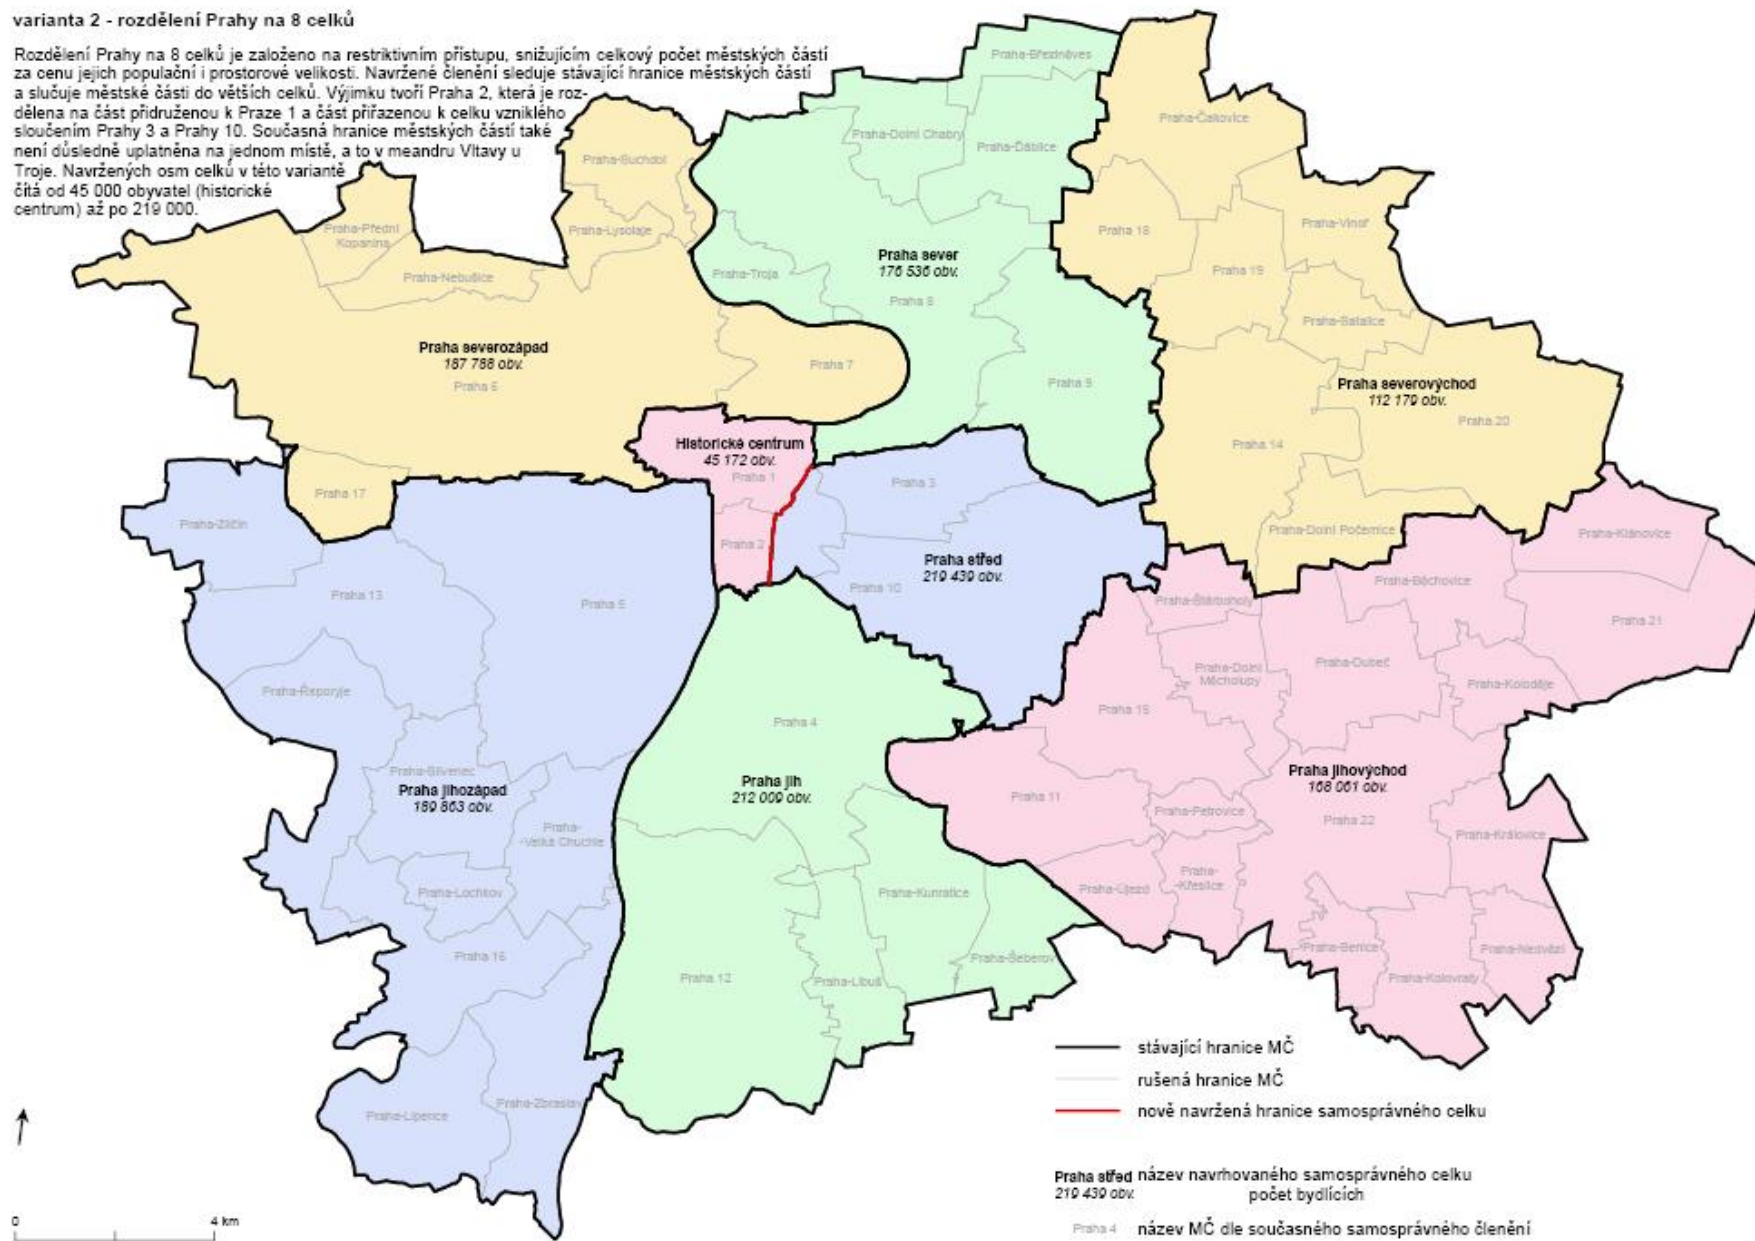 varianta 2 - rozdělení Prahy na 8 celků
Rozdělení Prahy na 8 celků je založeno na restriktivním přístupu, snižujícím celkový počet městských částí
za cenu jejich populační i prostorové velikosti. Navržené členění sleduje stávající hranice městských částí
a slučuje městské části do větších celků. Výjimku tvoří Praha 2, která je roz-
dělena na část přidruženou k Praze 1 a část přiřazenou k celku vzniklého
sloučením Prahy 3 a Prahy 10. Současná hranice městských částí také
není důsledně uplatněna na jednom místě, a to v meandru Vltavy u
Troje. Navržených osm celků v této variantě
čítá od 45 000 obyvatel (historické
centrum) až po 219 000.
Praha-Březiněves
Praha-Čakovice
Praha-Dolní Chabry
Praha-Ďáblice
Praha-Suchdol
Praha-Přední
Kopanina
Praha-Lysolaje
Praha 18
Praha-Vinoř
Praha sever
176 536 obv.
Praha-Nebušice
Praha-Troja
Praha 19
Praha 8
Praha-Satalice
Praha severozápad
187 788 obv.
Praha 6
Praha 7
Praha 9
Praha severovýchod
112 179 obv.
Praha 20
Historické centrum
45 172 obv.
Praha 1
Praha 14
Praha 17
Praha 3
Praha-Zličín
Praha-Dolní Počernice
Praha-Klánovice
Praha 2
Praha střed
219 439 obv.
Praha 10
Praha-Běchovice
Praha 13
Praha 5
Praha-Štěrboholy
Praha 21
Praha-Dolní
Měcholupy
Praha-Dubeč
Praha-Koloděje
Praha-Řeporyje
Praha 15
Praha 4
Praha-Slivenec
Praha jihozápad
189 863 obv.
Praha jih
212 009 obv.
Praha jihovýchod
168 061 obv.
Praha 11
Praha-Petrovice
Praha 22
Praha-Královice
Praha-
-Velká Chuchle
Praha-Lochkov
Praha-Kunratice
Praha-Újezd
Praha-
-Křeslice
Praha 16
Praha-Šeberov
Praha-Benice
Praha-Nedvězí
Praha 12
Praha-Libuš
Praha-Kolovraty
stávající hranice MČ
rušená hranice MČ
nově navržená hranice samosprávného celku
Praha-Lipence
Praha-Zbraslav
Praha střed název navrhovaného samosprávného celku
219 439 obv. počet bydlících
0 4 km
Praha 4 název MČ dle současného samosprávného členění